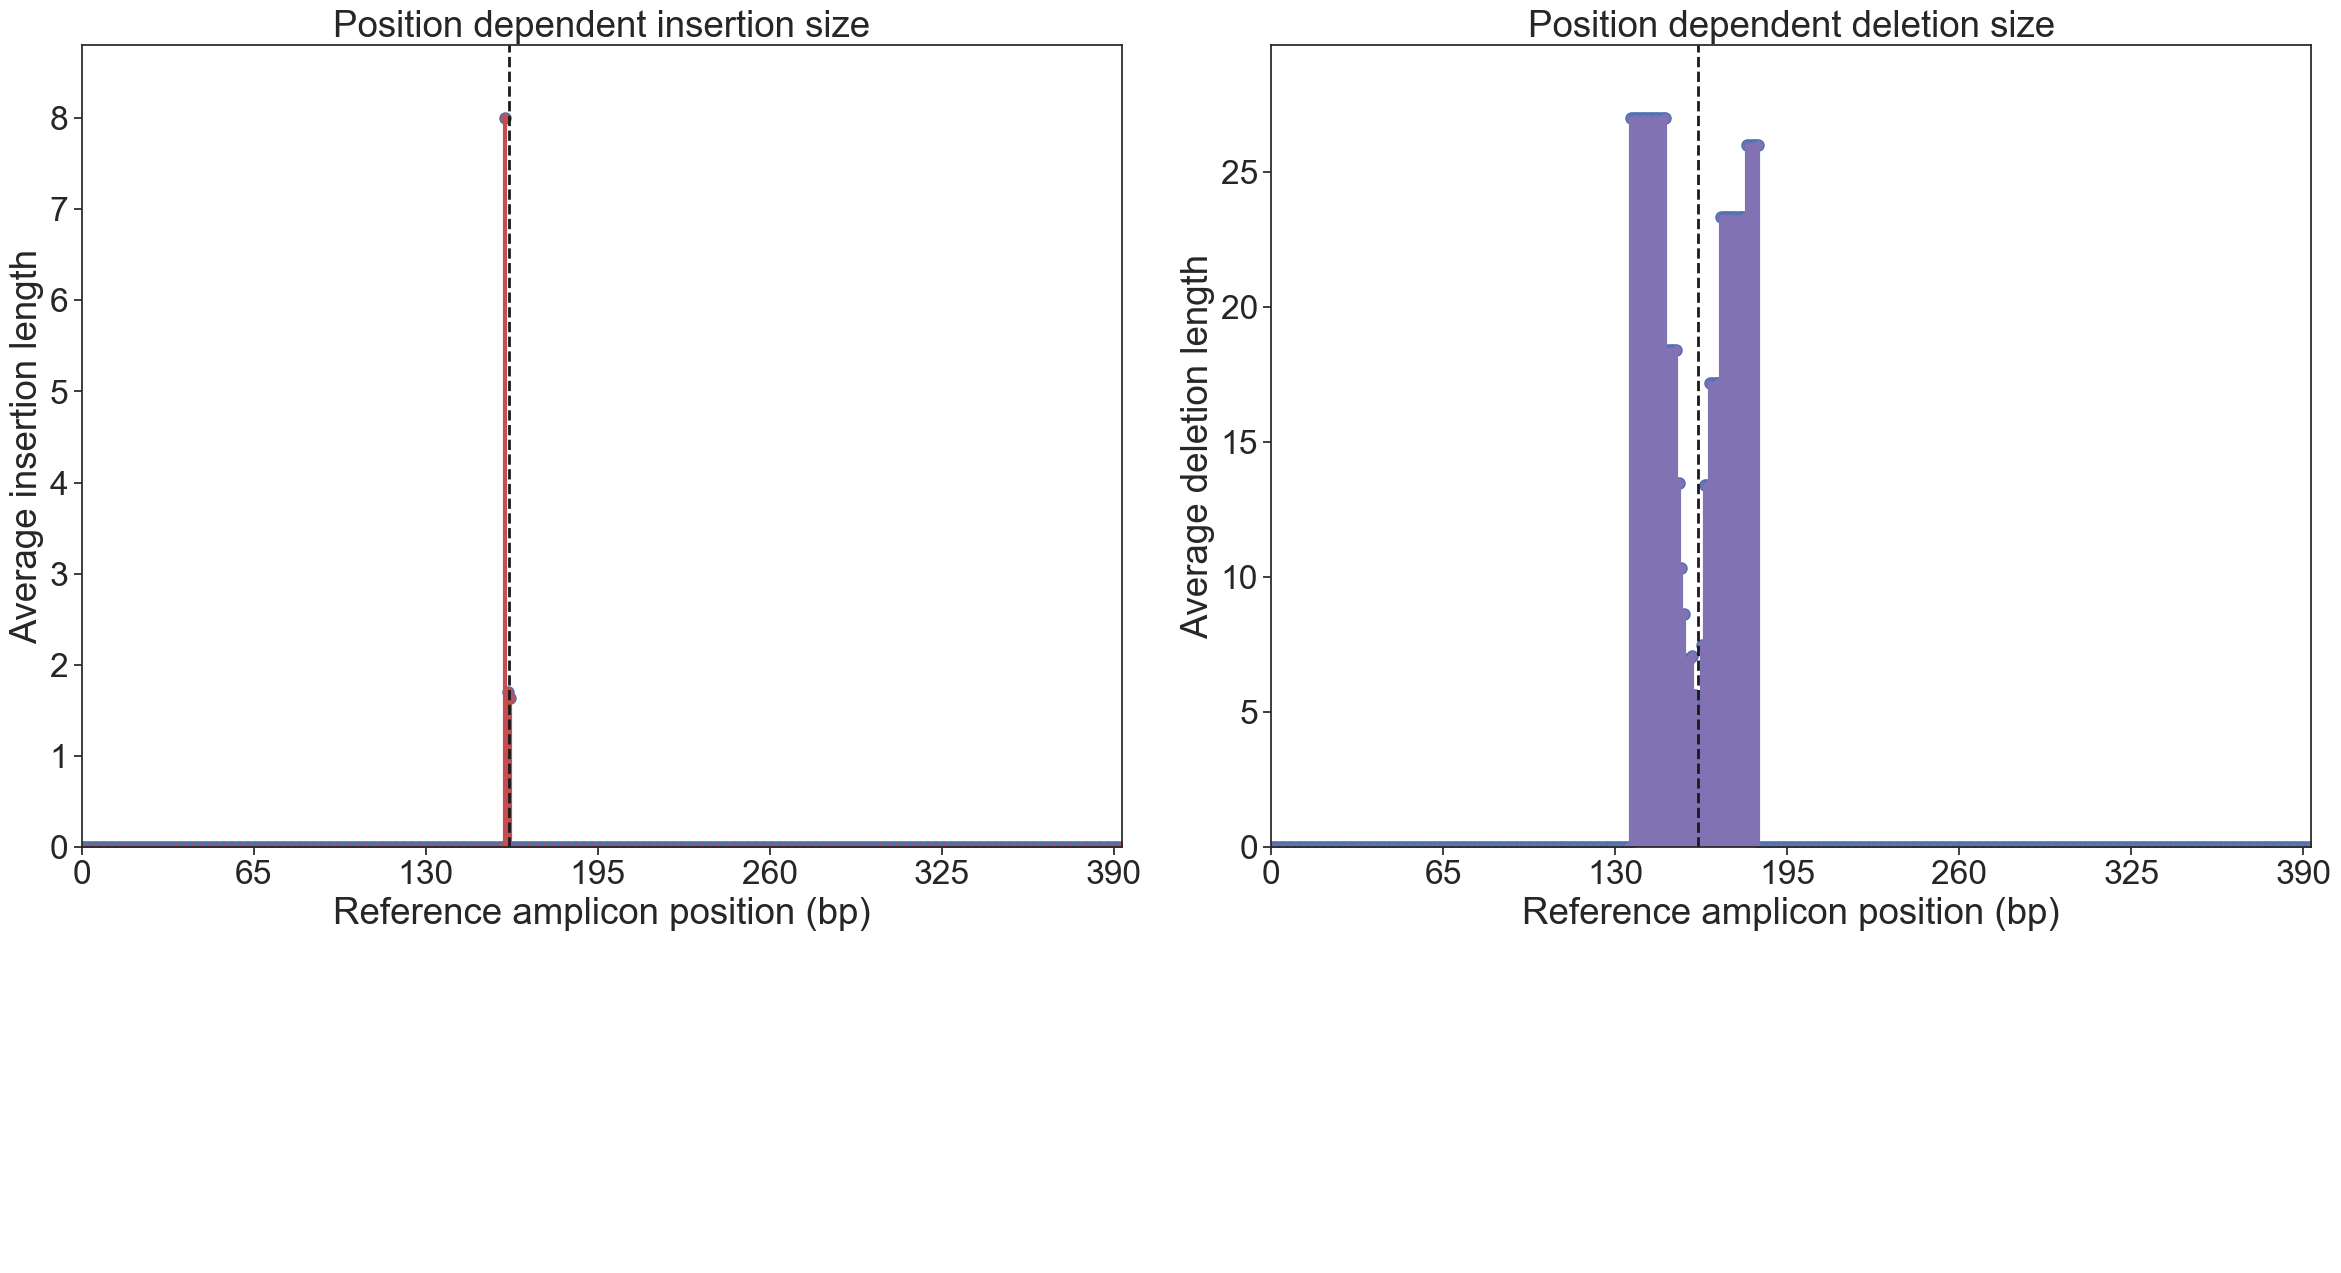 Position dependent insertion size
Average insertion length
8
7
6
5
4
3
2
1
0
0 65 130 195 260 325 390
Reference amplicon position (bp)
Position dependent deletion size
Average deletion length
25
20
15
10
5
0
0 65 130 195 260 325 390
Reference amplicon position (bp)